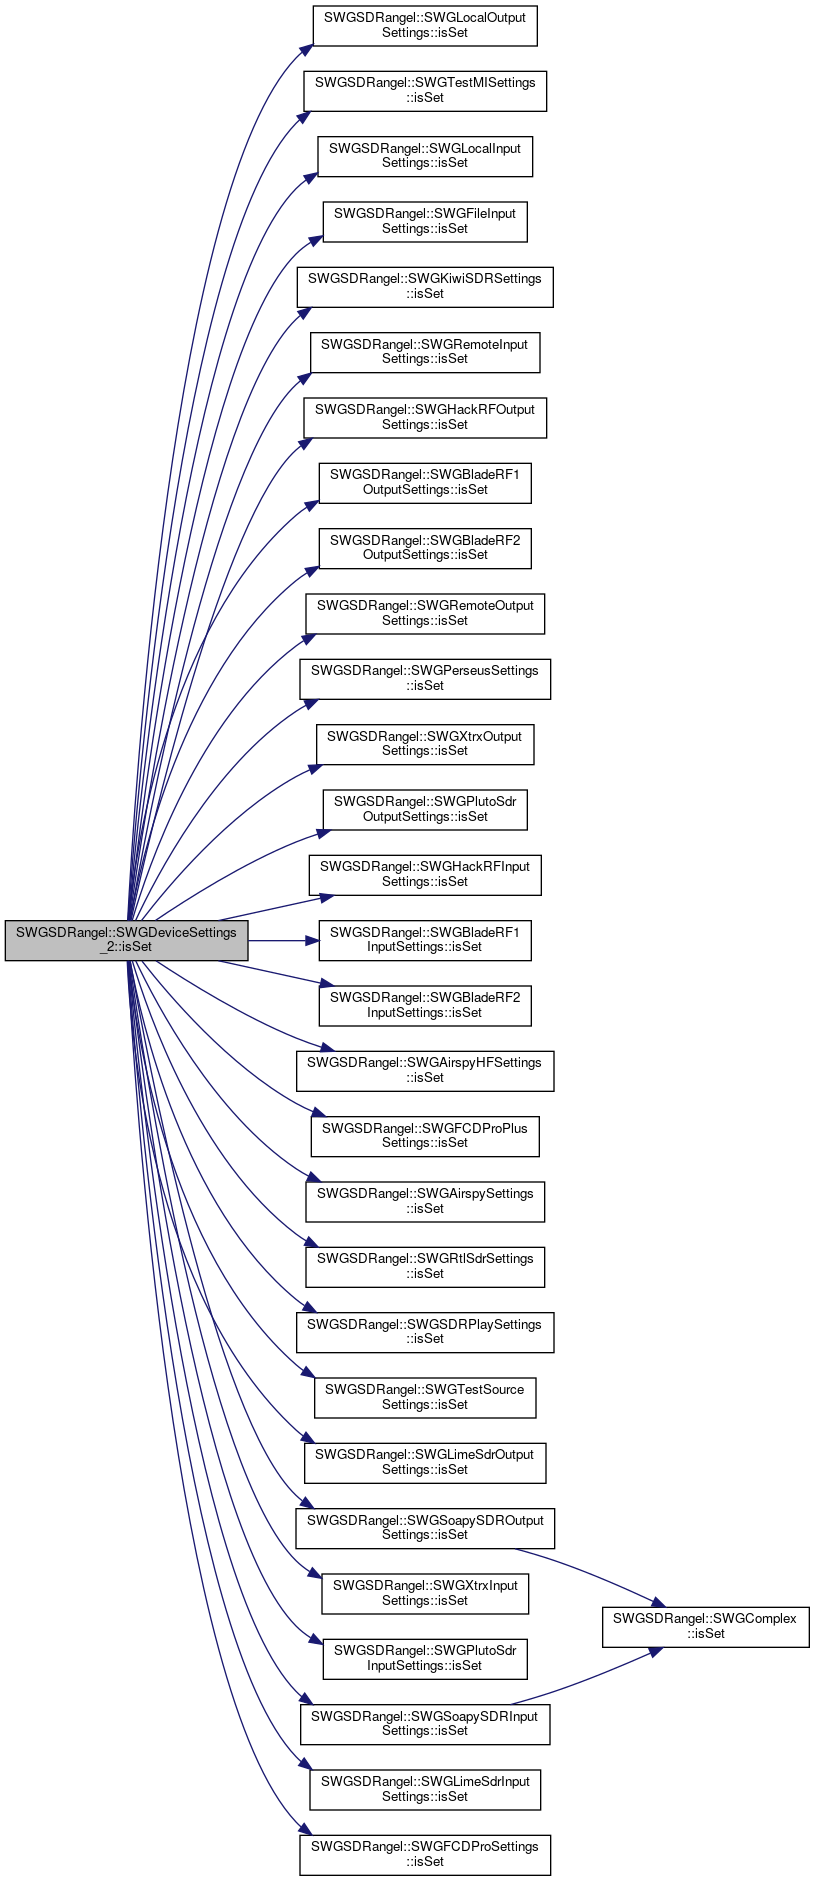 SWGSDRangel::SWGLocalOutput
Settings::isSet
SWGSDRangel::SWGTestMISettings
::isSet
SWGSDRangel::SWGLocalInput
Settings::isSet
SWGSDRangel::SWGFileInput
Settings::isSet
SWGSDRangel::SWGKiwiSDRSettings
::isSet
SWGSDRangel::SWGRemoteInput
Settings::isSet
SWGSDRangel::SWGHackRFOutput
Settings::isSet
SWGSDRangel::SWGBladeRF1
OutputSettings::isSet
SWGSDRangel::SWGBladeRF2
OutputSettings::isSet
SWGSDRangel::SWGRemoteOutput
Settings::isSet
SWGSDRangel::SWGPerseusSettings
::isSet
SWGSDRangel::SWGXtrxOutput
Settings::isSet
SWGSDRangel::SWGPlutoSdr
OutputSettings::isSet
SWGSDRangel::SWGHackRFInput
Settings::isSet
SWGSDRangel::SWGDeviceSettings
_2::isSet
SWGSDRangel::SWGBladeRF1
InputSettings::isSet
SWGSDRangel::SWGBladeRF2
InputSettings::isSet
SWGSDRangel::SWGAirspyHFSettings
::isSet
SWGSDRangel::SWGFCDProPlus
Settings::isSet
SWGSDRangel::SWGAirspySettings
::isSet
SWGSDRangel::SWGRtlSdrSettings
::isSet
SWGSDRangel::SWGSDRPlaySettings
::isSet
SWGSDRangel::SWGTestSource
Settings::isSet
SWGSDRangel::SWGLimeSdrOutput
Settings::isSet
SWGSDRangel::SWGSoapySDROutput
Settings::isSet
SWGSDRangel::SWGXtrxInput
Settings::isSet
SWGSDRangel::SWGComplex
::isSet
SWGSDRangel::SWGPlutoSdr
InputSettings::isSet
SWGSDRangel::SWGSoapySDRInput
Settings::isSet
SWGSDRangel::SWGLimeSdrInput
Settings::isSet
SWGSDRangel::SWGFCDProSettings
::isSet